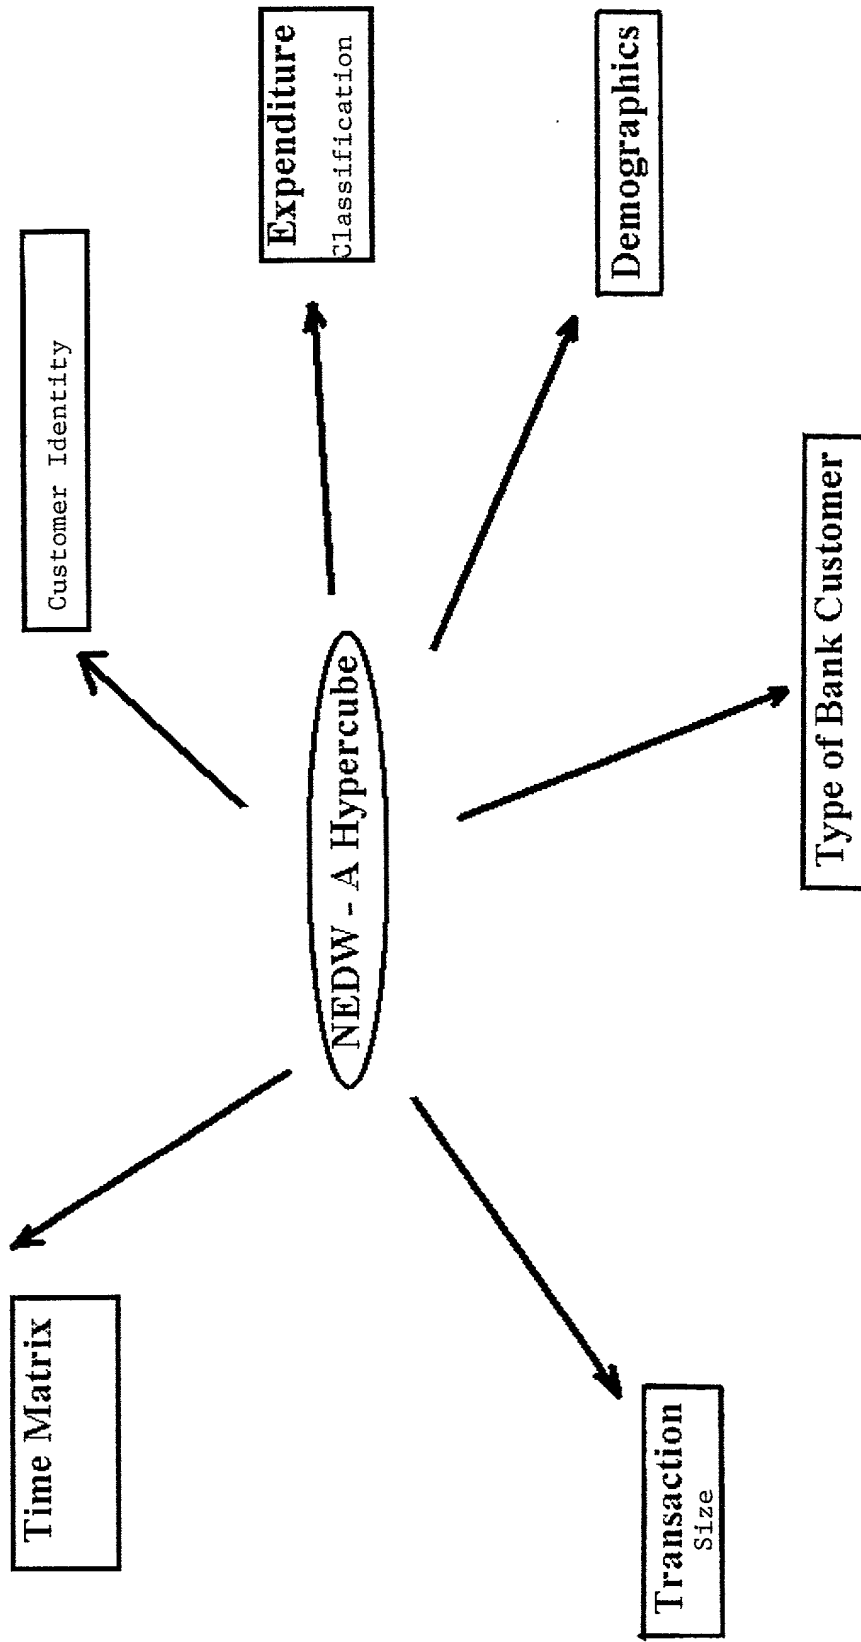 Time Matrix
Customer Identity
Expenditure
Classification
NEDW - A Hypercube
Demographics
Transaction
Size
Type of Bank Customer